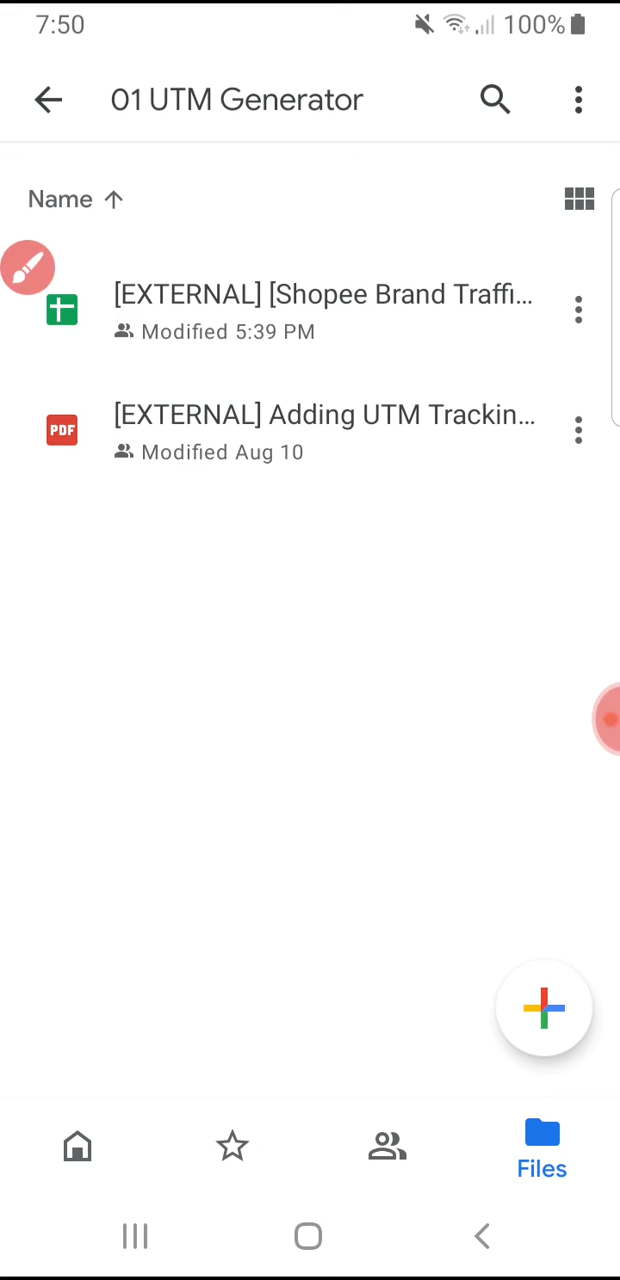 7:50
100%
01 UTM Generator
Name
[EXTERNAL] [Shopee Brand Traffi...
Modified 5:39 PM
PDF
[EXTERNAL] Adding UTM Trackin...
Modified Aug 10
Files